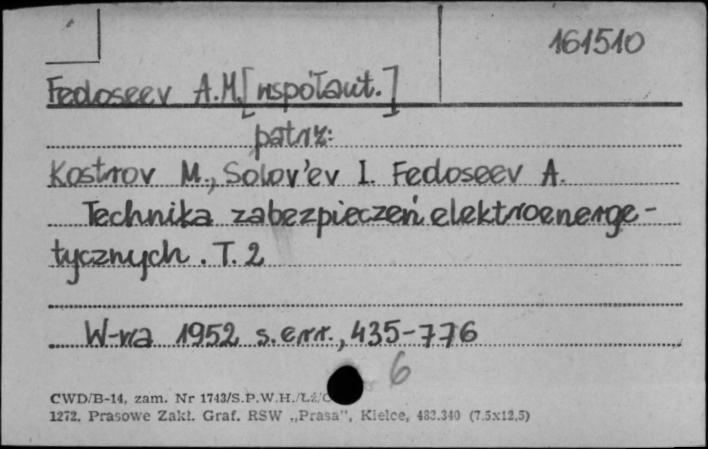 161510
Fedoseev A.M. [współaut.]
patrz:
Kostrov M., Solov'ev I. Fedoseev A.
Technika zabezpieczeń elektroenerge-
tycznych. T. 2
W-wa 1952 s. err., 435-776
6
CWD/B-14, zam. Nr 1743/S.P.W.H./Łź/
1272. Prasowe Zakł. Graf. RSW „Prasa", Kielce, 483.340 (7,5x12,5)